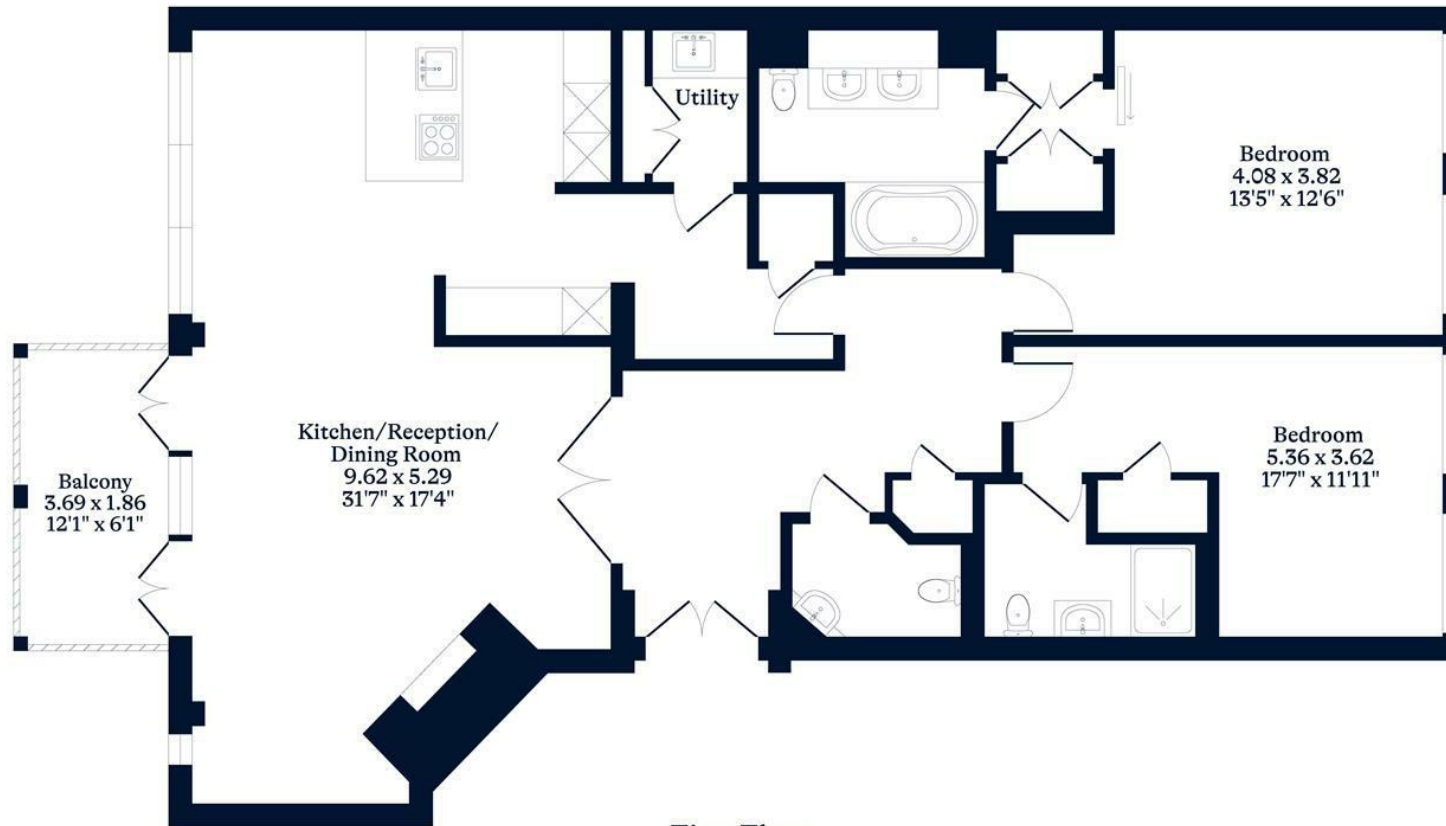 Utility
Bedroom
4.08 x 3.82
13'5" x 12'6"
Kitchen/Reception/
Dining Room
9.62 x 5.29
31'7" x 17'4"
Balcony
3.69 x 1.86
12'1" x 6'1"
Bedroom
5.36 x 3.62
17'7" x 11'11"